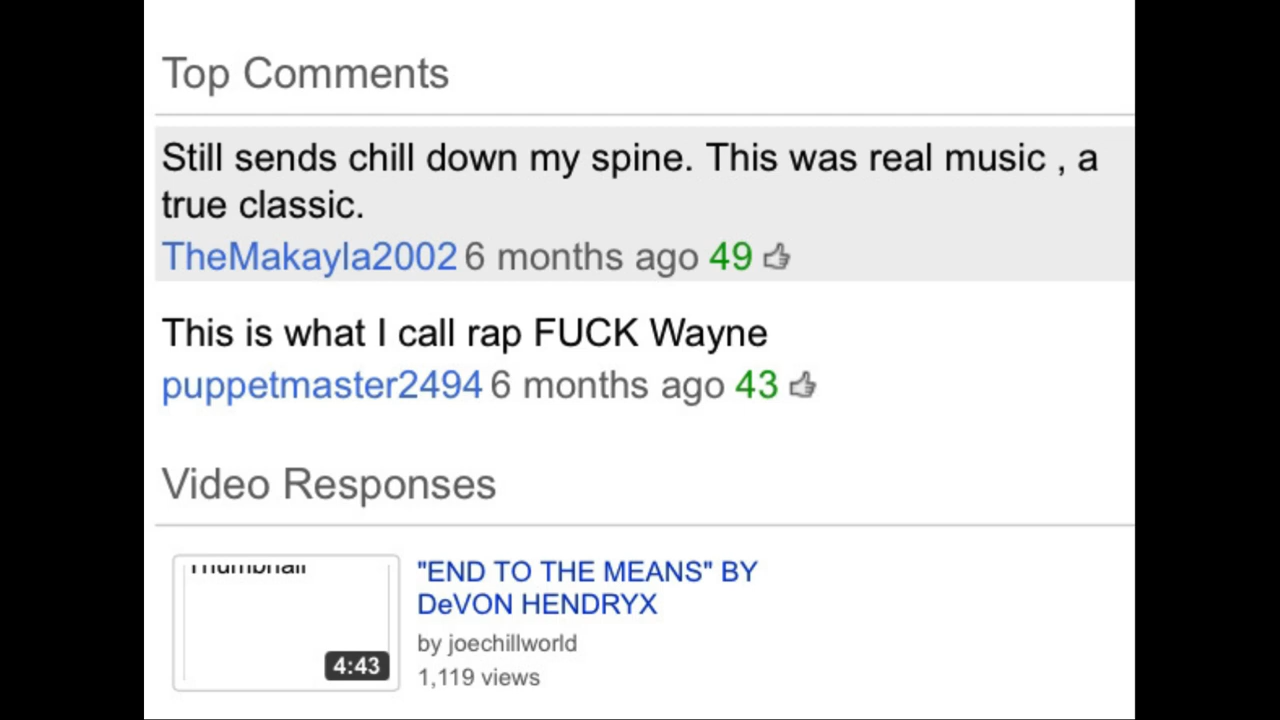 Top Comments
Still sends chill down my spine. This was real music , a
true classic.
TheMakayla2002 6 months ago 49
This is what I call rap FUCK Wayne
puppetmaster2494 6 months ago 43
Video Responses
Thumbnail
4:43
"END TO THE MEANS" BY
DeVON HENDRYX
by joechillworld
1,119 views